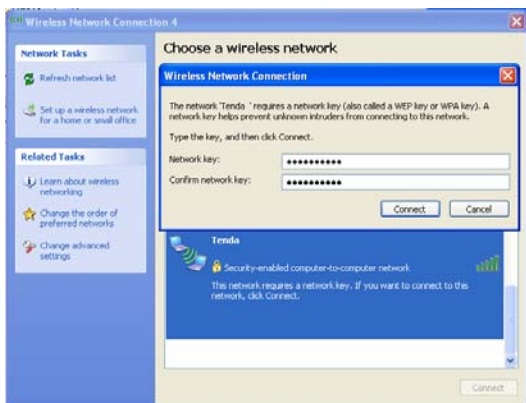 Wireless Network Connection 4
Network Tasks
Refresh network list
Set up a wireless network
for a home or small office
Related Tasks
Learn about wireless
networking
Change the order of
preferred networks
Change advanced
settings
Choose a wireless network
Wireless Network Connection
The network 'Tenda ' requires a network key (also called a WEP key or WPA key). A
network key helps prevent unknown intruders from connecting to this network.
Type the key, and then click Connect.
Network key: ●●●●●●●●●●
Confirm network key: ●●●●●●●●●●
Connect Cancel
Tenda
Security-enabled computer-to-computer network
This network requires a network key. If you want to connect to this
network, click Connect.
Connect